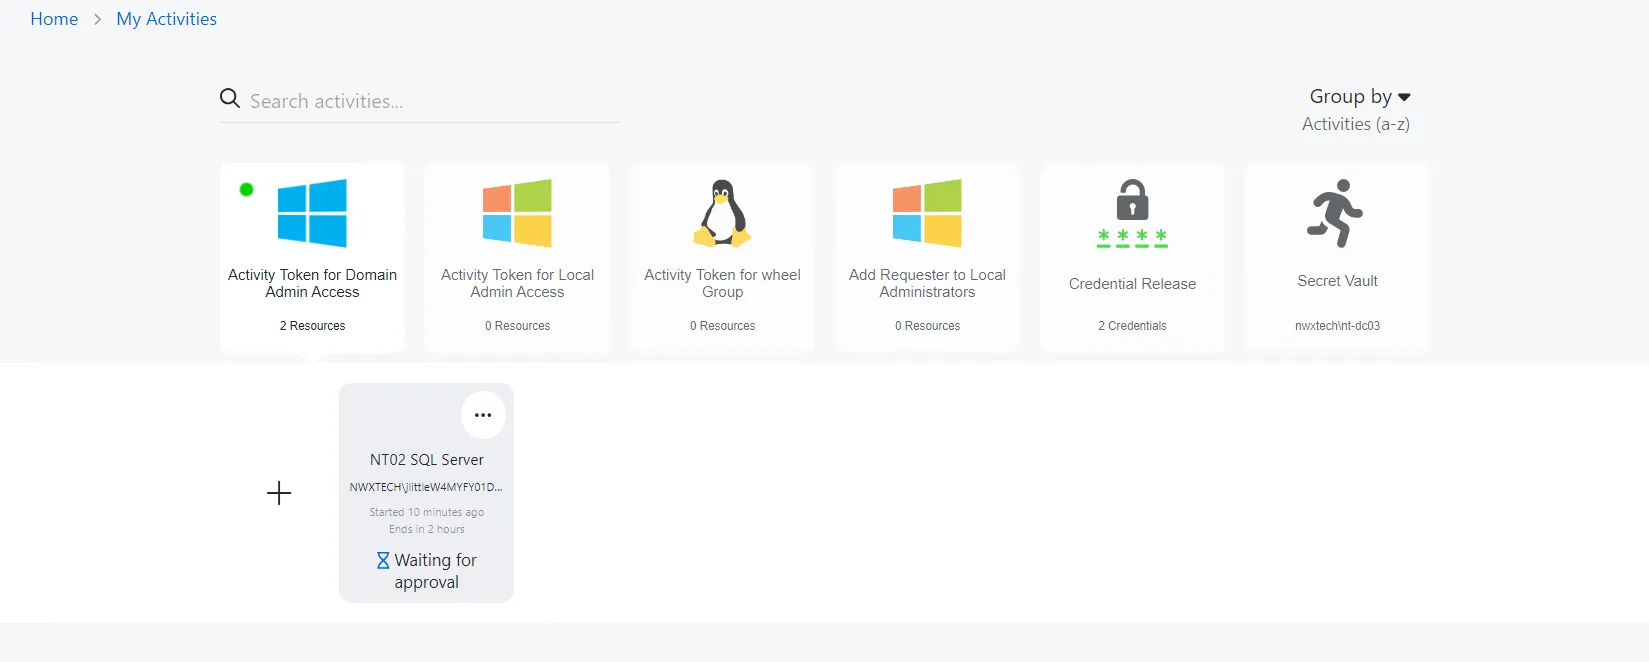 Home > My Activities
Search activities...
Group by
Activities (a-z)
Activity Token for Domain
Admin Access
2 Resources
Activity Token for Local
Admin Access
0 Resources
Activity Token for wheel
Group
0 Resources
Add Requester to Local
Administrators
0 Resources
* * * *
Credential Release
2 Credentials
Secret Vault
nwxtech\nt-dc03
NT02 SQL Server
NWXTECH\jlittleW4MYFY01D...
Started 10 minutes ago
Ends in 2 hours
Waiting for
approval